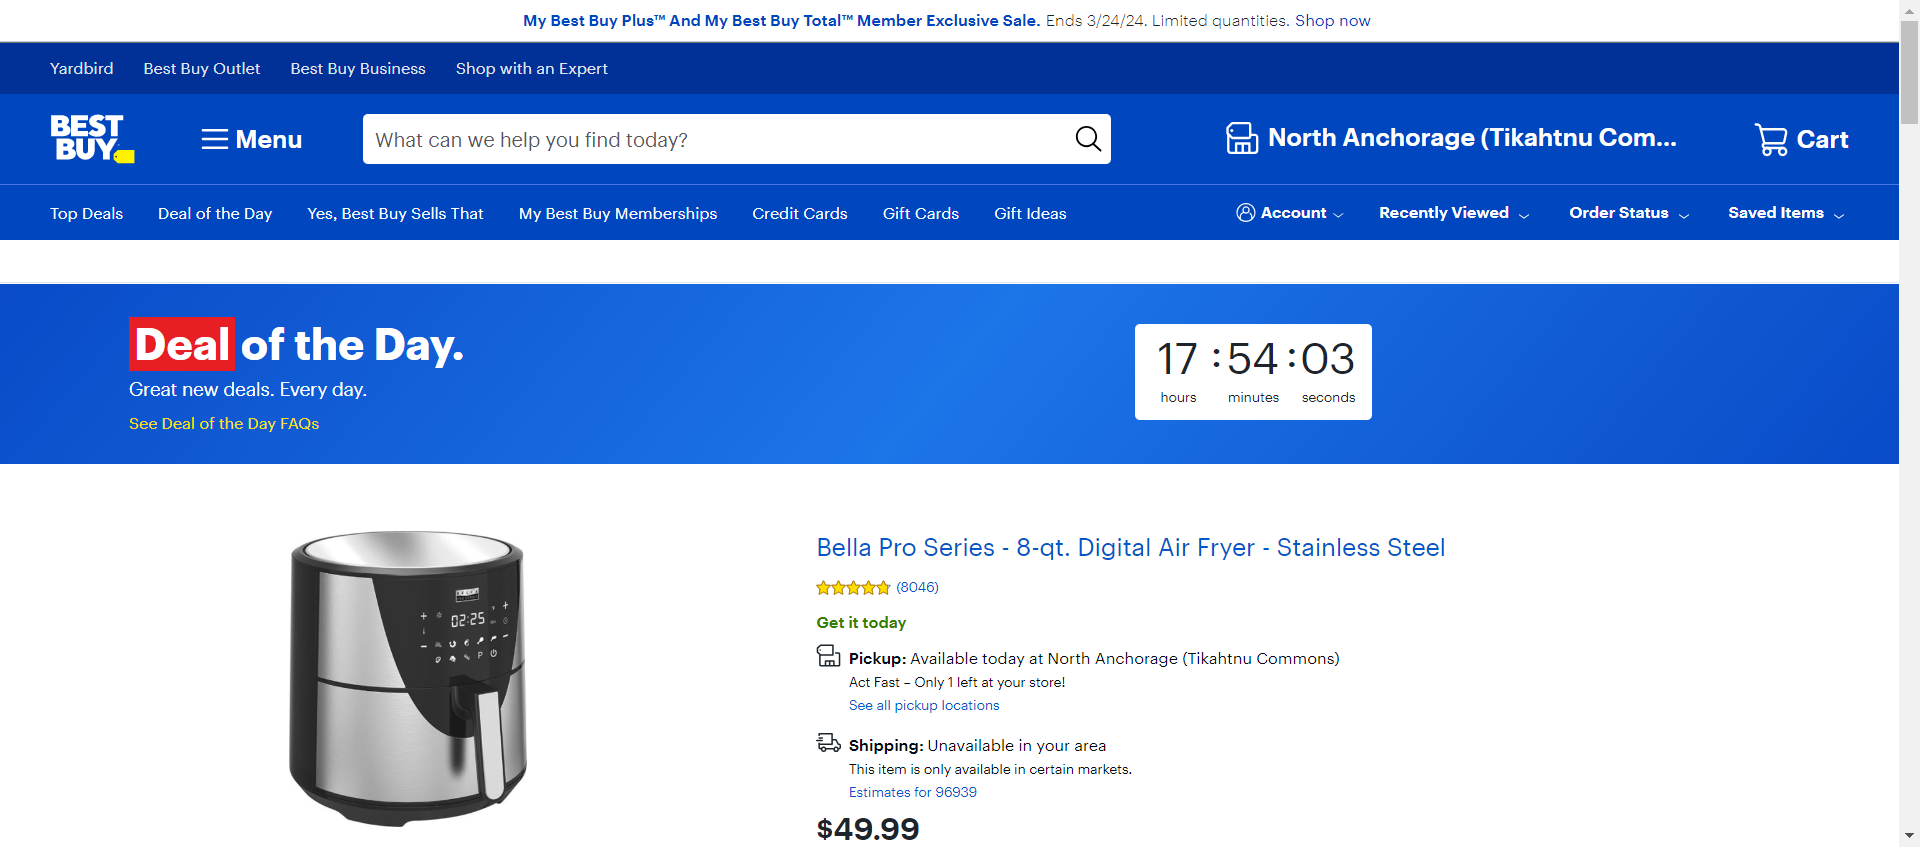 My Best Buy Plus™ And My Best Buy Total™ Member Exclusive Sale. Ends 3/24/24. Limited quantities. Shop now
Yardbird Best Buy Outlet Best Buy Business Shop with an Expert
BEST
BUY
Menu
What can we help you find today?
North Anchorage (Tikahtnu Com...
Cart
Top Deals Deal of the Day Yes, Best Buy Sells That My Best Buy Memberships Credit Cards Gift Cards Gift Ideas
Account Recently Viewed Order Status Saved Items
Deal of the Day.
Great new deals. Every day.
See Deal of the Day FAQs
17 : 54 : 03
hours minutes seconds
02:25
P
Bella Pro Series - 8-qt. Digital Air Fryer - Stainless Steel
(8046)
Get it today
Pickup: Available today at North Anchorage (Tikahtnu Commons)
Act Fast – Only 1 left at your store!
See all pickup locations
Shipping: Unavailable in your area
This item is only available in certain markets.
Estimates for 96939
$49.99